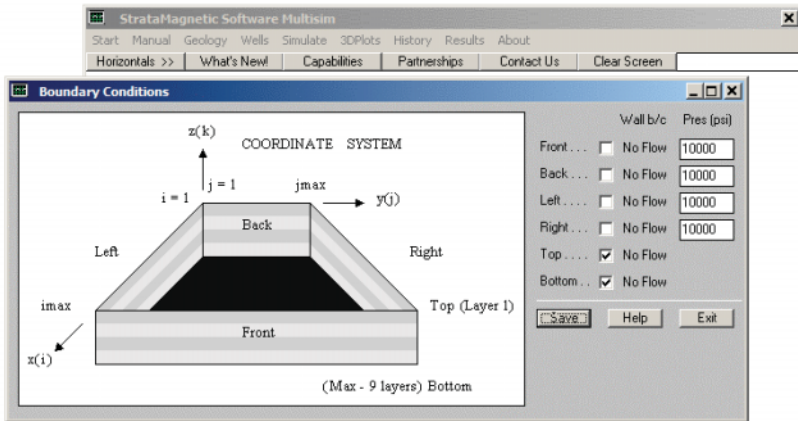 StrataMagnetic Software Multisim
Start Manual Geology Wells Simulate 3DPlots History Results About
Horizontals >> What's New! Capabilities Partnerships Contact Us Clear Screen
Boundary Conditions
z(k)
COORDINATE SYSTEM
i = 1
j = 1
jmax
y(j)
Back
Left
Right
imax
Top (Layer 1)
Front
x(i)
(Max - 9 layers) Bottom
Wall b/c Pres (psi)
Front . . . No Flow 10000
Back . . . No Flow 10000
Left . . . . No Flow 10000
Right . . . No Flow 10000
Top . . . . No Flow
Bottom . . No Flow
Save Help Exit